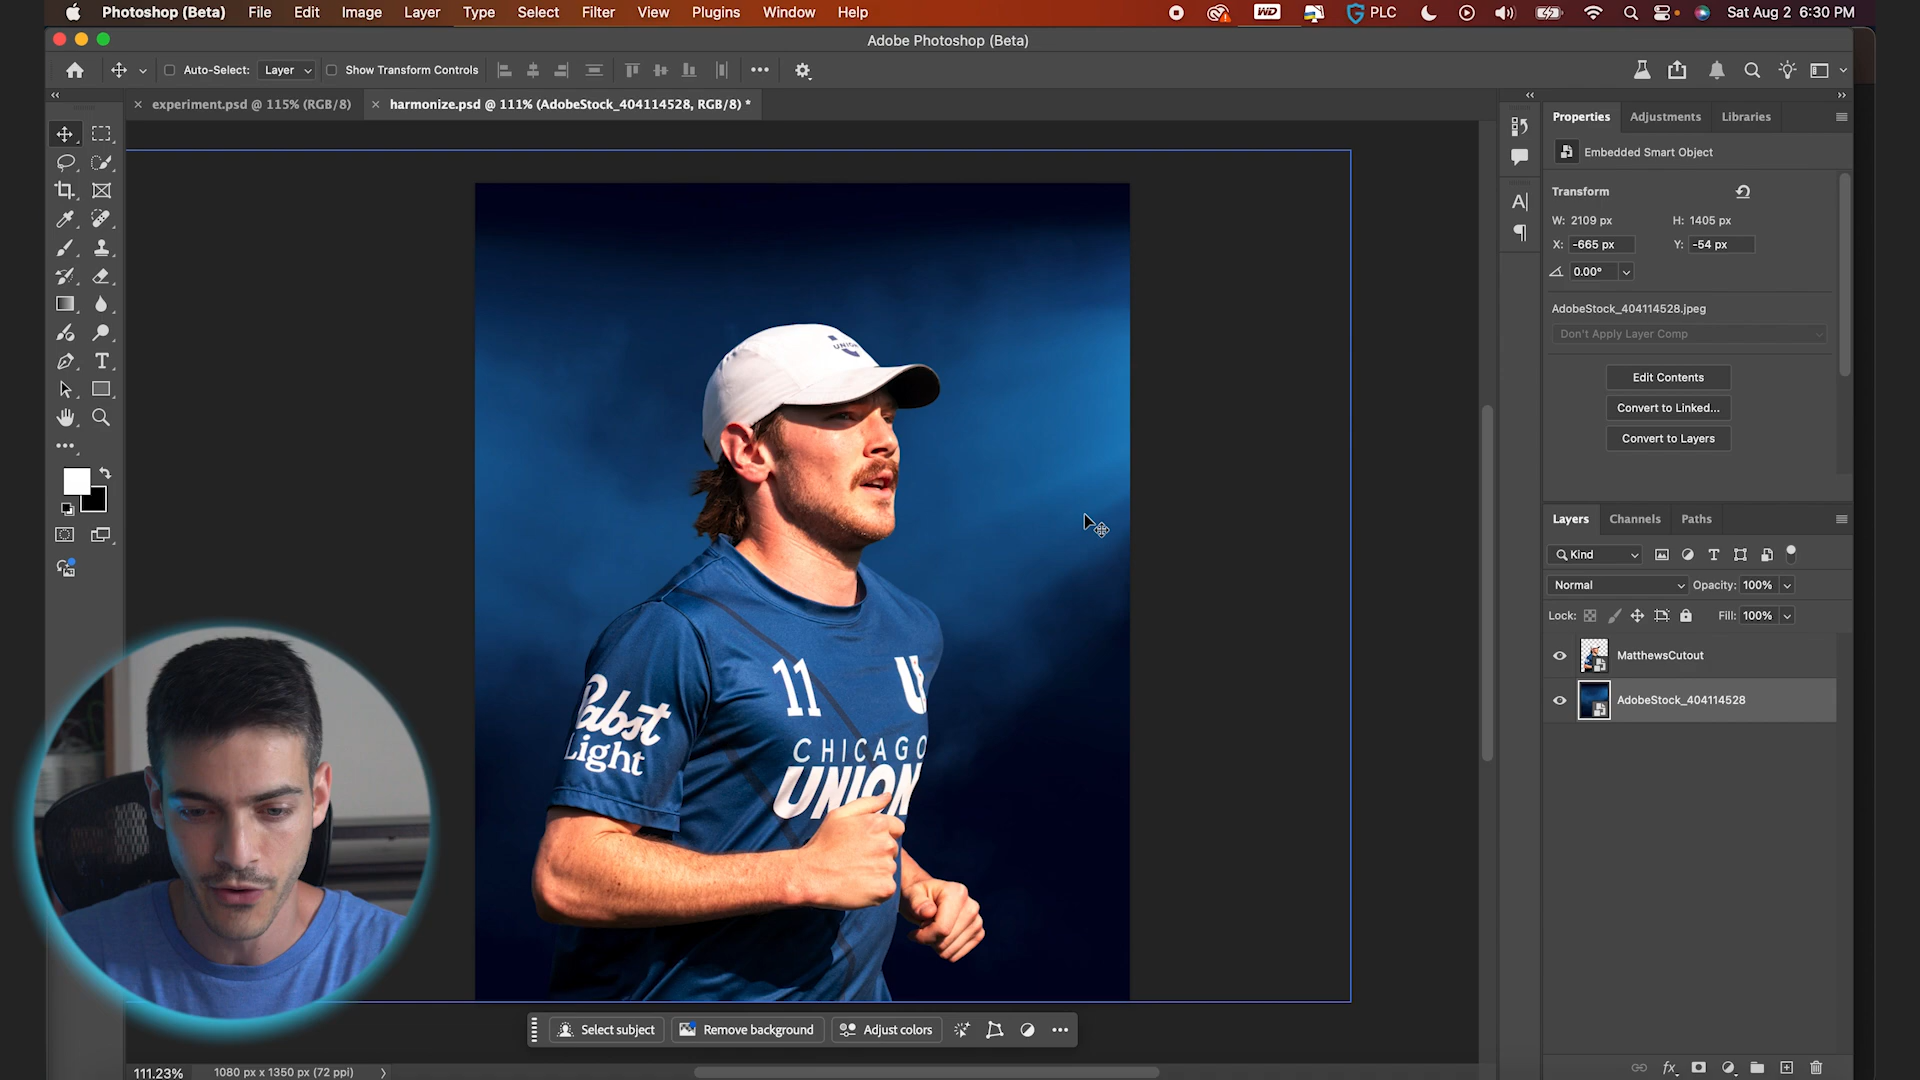 Photoshop (Beta) File Edit Image Layer Type Select Filter View Plugins Window Help WD PLC Sat Aug 2 6:30 PM
Adobe Photoshop (Beta)
Auto-Select: Layer Show Transform Controls
experiment.psd @ 115% (RGB/8) harmonize.psd @ 111% (AdobeStock_404114528, RGB/8) *
Properties Adjustments Libraries
Embedded Smart Object
Transform
W: 2109 px H: 1405 px
X: -665 px Y: -54 px
0.00°
AdobeStock_404114528.jpeg
Don't Apply Layer Comp
Edit Contents
Convert to Linked...
Convert to Layers
Layers Channels Paths
Kind
Normal Opacity: 100%
Lock: Fill: 100%
MatthewsCutout
AdobeStock_404114528
UNION
11 U
Pabst
Light
CHICAGO
UNION
Select subject Remove background Adjust colors
111.23% 1080 px x 1350 px (72 ppi)